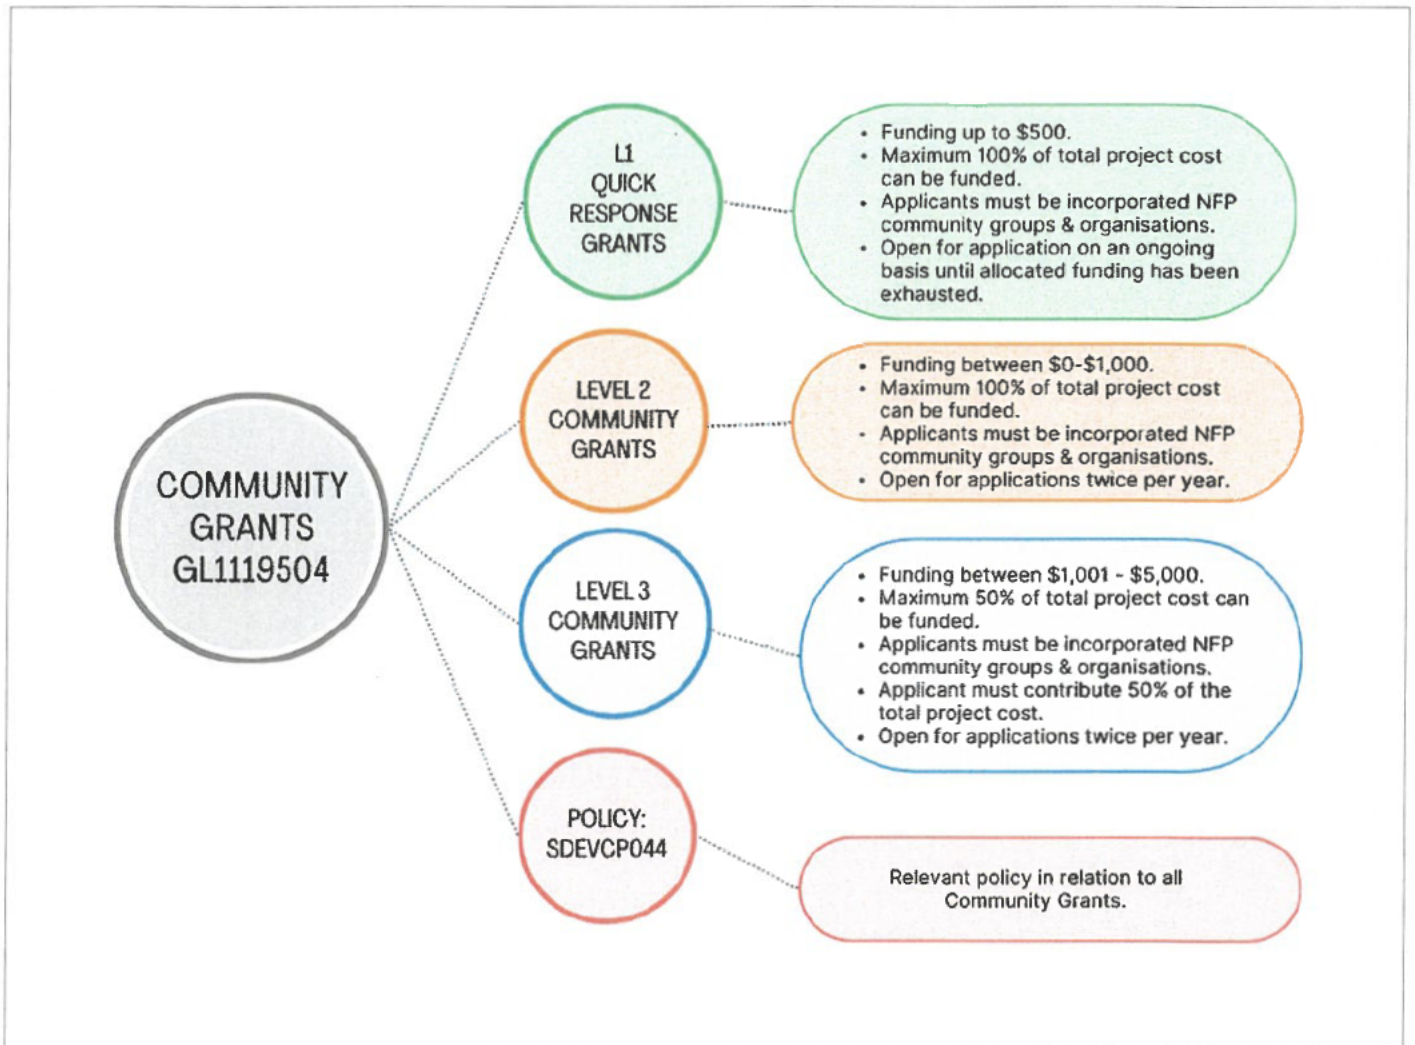 COMMUNITY
GRANTS
GL1119504
L1
QUICK
RESPONSE
GRANTS
• Funding up to $500.
• Maximum 100% of total project cost
can be funded.
• Applicants must be incorporated NFP
community groups & organisations.
• Open for application on an ongoing
basis until allocated funding has been
exhausted.
LEVEL 2
COMMUNITY
GRANTS
• Funding between $0-$1,000.
• Maximum 100% of total project cost
can be funded.
• Applicants must be incorporated NFP
community groups & organisations.
• Open for applications twice per year.
LEVEL 3
COMMUNITY
GRANTS
• Funding between $1,001 - $5,000.
• Maximum 50% of total project cost can
be funded.
• Applicants must be incorporated NFP
community groups & organisations.
• Applicant must contribute 50% of the
total project cost.
• Open for applications twice per year.
POLICY:
SDEVCP044
Relevant policy in relation to all
Community Grants.